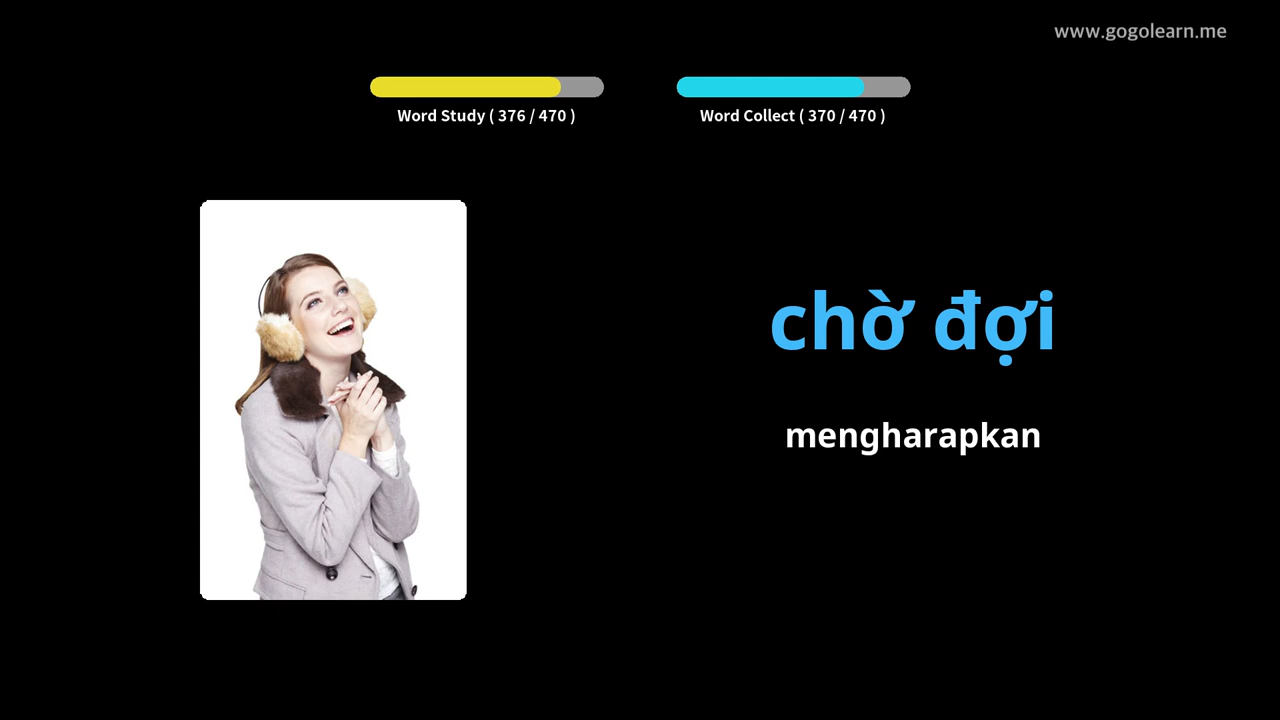 www.gogolearn.me
Word Study ( 376 / 470 )
Word Collect ( 370 / 470 )
chờ đợi
mengharapkan